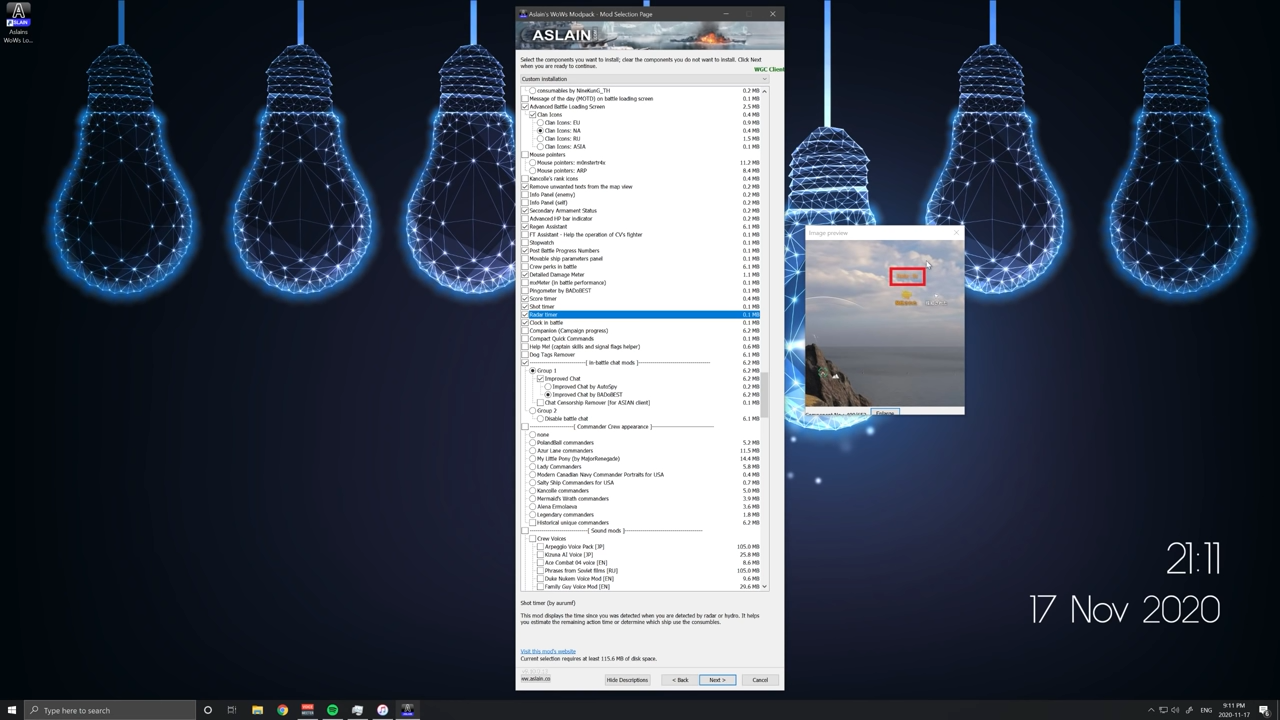 Aslains
WoWs Lo...
Aslain's WoWs Modpack - Mod Selection Page
ASLAIN.COM
Select the components you want to install; clear the components you do not want to install. Click Next
when you are ready to continue.
WGC Client
Custom installation
consumables by NineKunG_TH 0.2 MB
Message of the day (MOTD) on battle loading screen 0.1 MB
Advanced Battle Loading Screen 2.5 MB
Clan Icons 0.4 MB
Clan Icons: EU 0.9 MB
Clan Icons: NA 0.4 MB
Clan Icons: RU 1.5 MB
Clan Icons: ASIA 0.1 MB
Mouse pointers
Mouse pointers: m0nstertr4x 11.2 MB
Mouse pointers: ARP 8.4 MB
Kancolle's rank icons 0.4 MB
Remove unwanted texts from the map view 0.2 MB
Info Panel (enemy) 0.2 MB
Info Panel (self) 0.2 MB
Secondary Armament Status 0.2 MB
Advanced HP bar indicator 0.2 MB
Regen Assistant 6.1 MB
FT Assistant - Help the operation of CV's fighter 0.2 MB
Stopwatch 0.2 MB
Post Battle Progress Numbers 0.2 MB
Movable ship parameters panel 0.1 MB
Crew perks in battle 6.1 MB
Detailed Damage Meter 1.1 MB
mxMeter (in battle performance) 0.2 MB
Pingometer by BADoBEST 0.1 MB
Score timer 0.4 MB
Shot timer 0.1 MB
Radar timer 0.1 MB
Clock in battle 0.1 MB
Companion (Campaign progress) 6.2 MB
Compact Quick Commands 0.1 MB
Help Me! (captain skills and signal flags helper) 0.6 MB
Dog Tags Remover 6.1 MB
-----------------------[ in-battle chat mods ]----------------------------- 6.2 MB
Group 1 6.2 MB
Improved Chat 6.2 MB
Improved Chat by AutoSpy 0.2 MB
Improved Chat by BADoBEST 6.2 MB
Chat Censorship Remover [for ASIAN client] 0.1 MB
Group 2
Disable battle chat 6.1 MB
--------------------[ Commander Crew appearance ]-----------------------
none
PolandBall commanders 5.2 MB
Azur Lane commanders 11.5 MB
My Little Pony (by MajorRenegade) 14.4 MB
Lady Commanders 5.8 MB
Modern Canadian Navy Commander Portraits for USA 0.4 MB
Salty Ship Commanders for USA 0.7 MB
Kancolle commanders 5.0 MB
Mermaid's Wrath commanders 3.9 MB
Alena Ermolaeva 3.6 MB
Legendary commanders 1.8 MB
Historical unique commanders 6.2 MB
------------------------[ Sound mods ]-------------------------------
Crew Voices
Arpeggio Voice Pack [JP] 105.0 MB
Kizuna AI Voice [JP] 25.8 MB
Ace Combat 04 voice [EN] 8.6 MB
Phrases from Soviet films [RU] 105.0 MB
Duke Nukem Voice Mod [EN] 9.6 MB
Family Guy Voice Mod [EN] 29.6 MB
Shot timer (by aurumf)
This mod displays the time since you was detected when you are detected by radar or hydro. It helps
you estimate the remaining action time or determine which ship use the consumbles.
Visit this mod's website
Current selection requires at least 115.6 MB of disk space.
Hide Descriptions < Back Next > Cancel
Image preview
Enlarge
21:11
17 Nov 2020
Type here to search
ENG
9:11 PM
2020-11-17